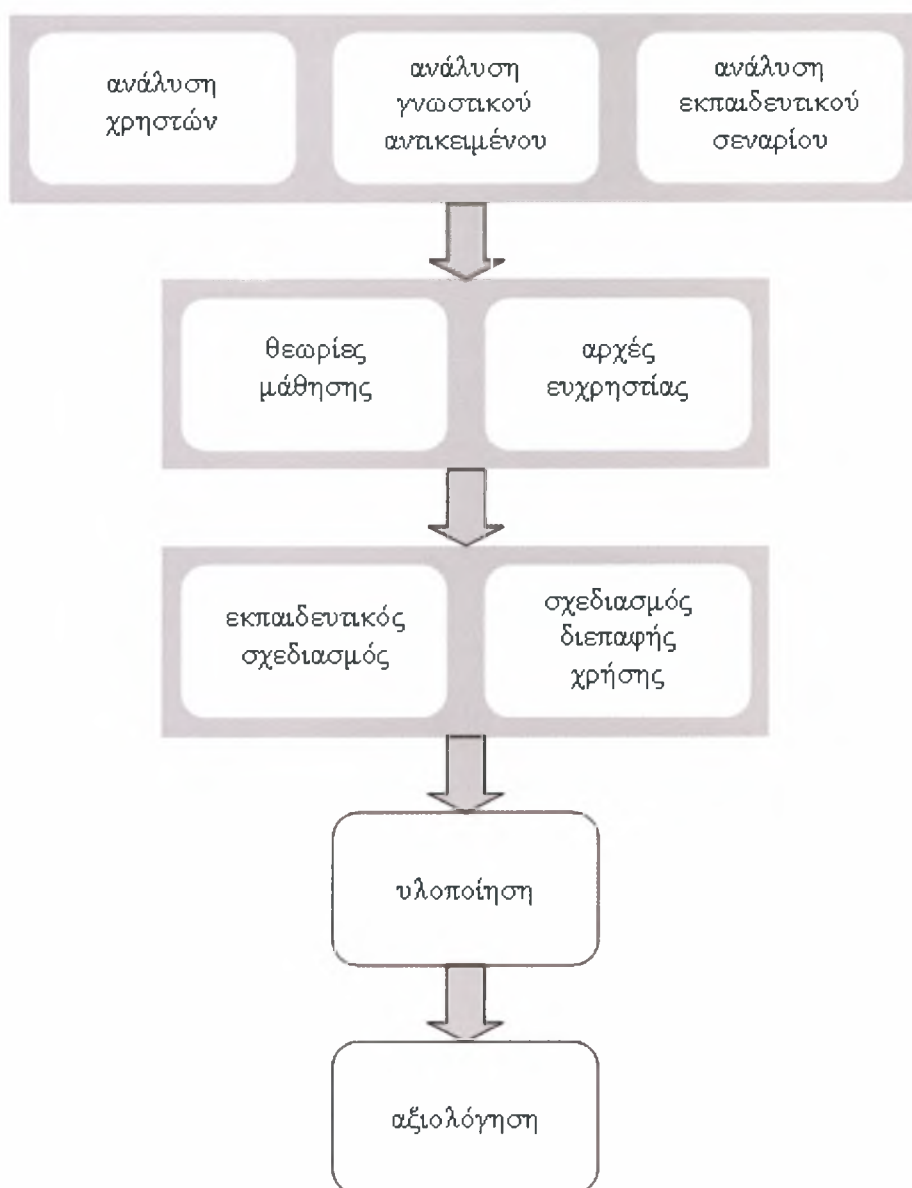 ανάλυση
χρηστών
ανάλυση
γνωστικού
αντικειμένου
ανάλυση
εκπαιδευτικού
σεναρίου
θεωρίες
μάθησης
αρχές
ευχρηστίας
εκπαιδευτικός
σχεδιασμός
σχεδιασμός
διεπαφής
χρήσης
υλοποίηση
αξιολόγηση